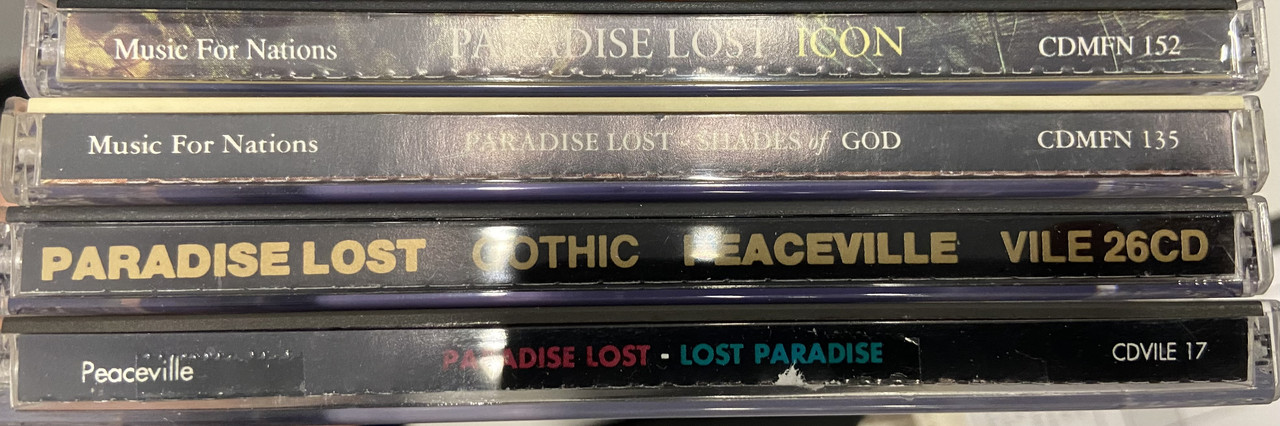 Music For Nations PARADISE LOST ICON CDMFN 152
Music For Nations PARADISE LOST - SHADES of GOD CDMFN 135
PARADISE LOST GOTHIC PEACEVILLE VILE 26CD
Peaceville PARADISE LOST - LOST PARADISE CDVILE 17